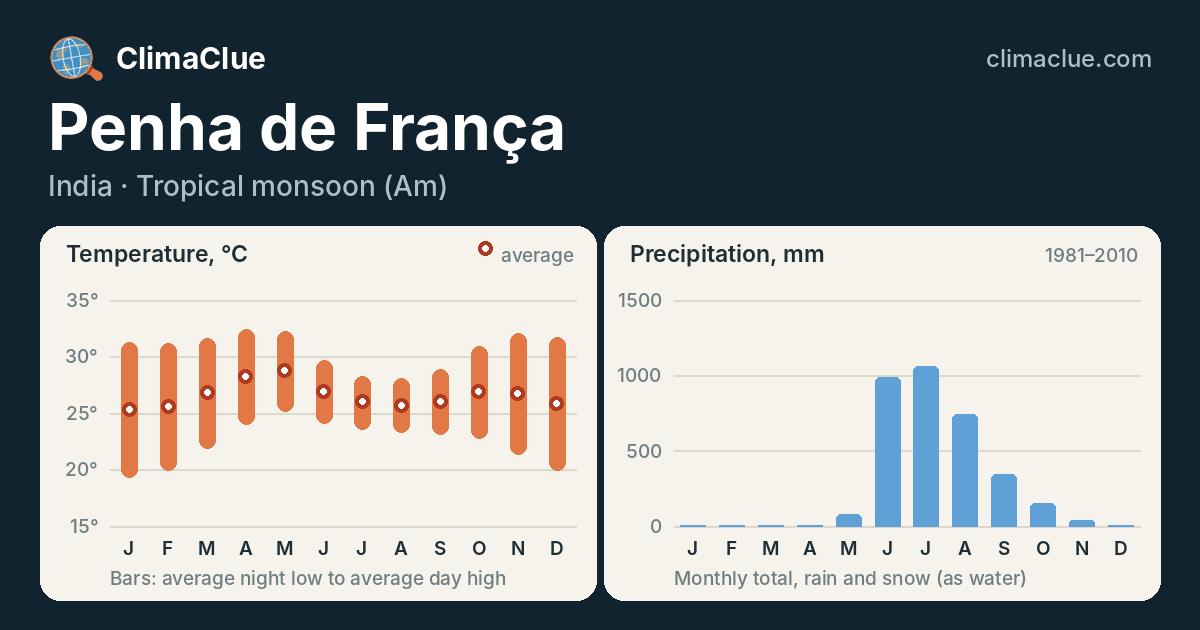 ClimaClue
climaclue.com
Penha de França
India · Tropical monsoon (Am)
Temperature, °C
average
35°
30°
25°
20°
15°
J F M A M J J A S O N D
Bars: average night low to average day high
Precipitation, mm
1981–2010
1500
1000
500
0
J F M A M J J A S O N D
Monthly total, rain and snow (as water)